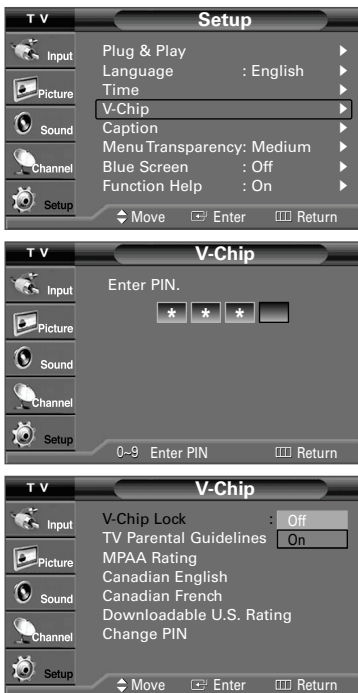 T V
Setup
Input
Picture
Sound
Channel
Setup
Plug & Play
Language : English
Time
V-Chip
Caption
Menu Transparency: Medium
Blue Screen : Off
Function Help : On
Move Enter Return
T V
V-Chip
Input
Picture
Sound
Channel
Setup
Enter PIN.
* * *
0~9 Enter PIN Return
T V
V-Chip
Input
Picture
Sound
Channel
Setup
V-Chip Lock : Off
TV Parental Guidelines On
MPAA Rating
Canadian English
Canadian French
Downloadable U.S. Rating
Change PIN
Move Enter Return